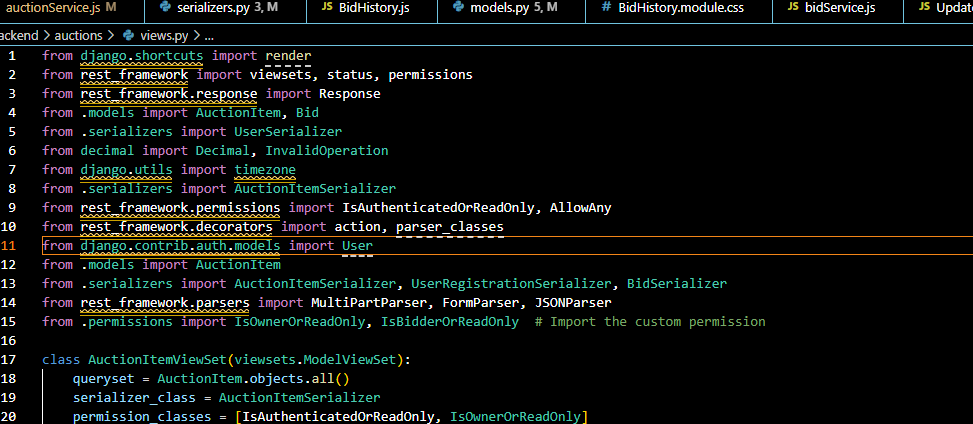 auctionService.js M serializers.py 3, M BidHistory.js models.py 5, M BidHistory.module.css bidService.js Update
ackend > auctions > views.py > ...
1 from django.shortcuts import render
2 from rest_framework import viewsets, status, permissions
3 from rest_framework.response import Response
4 from .models import AuctionItem, Bid
5 from .serializers import UserSerializer
6 from decimal import Decimal, InvalidOperation
7 from django.utils import timezone
8 from .serializers import AuctionItemSerializer
9 from rest_framework.permissions import IsAuthenticatedOrReadOnly, AllowAny
10 from rest_framework.decorators import action, parser_classes
11 from django.contrib.auth.models import User
12 from .models import AuctionItem
13 from .serializers import AuctionItemSerializer, UserRegistrationSerializer, BidSerializer
14 from rest_framework.parsers import MultiPartParser, FormParser, JSONParser
15 from .permissions import IsOwnerOrReadOnly, IsBidderOrReadOnly  # Import the custom permission
16
17 class AuctionItemViewSet(viewsets.ModelViewSet):
18     queryset = AuctionItem.objects.all()
19     serializer_class = AuctionItemSerializer
20     permission_classes = [IsAuthenticatedOrReadOnly, IsOwnerOrReadOnly]